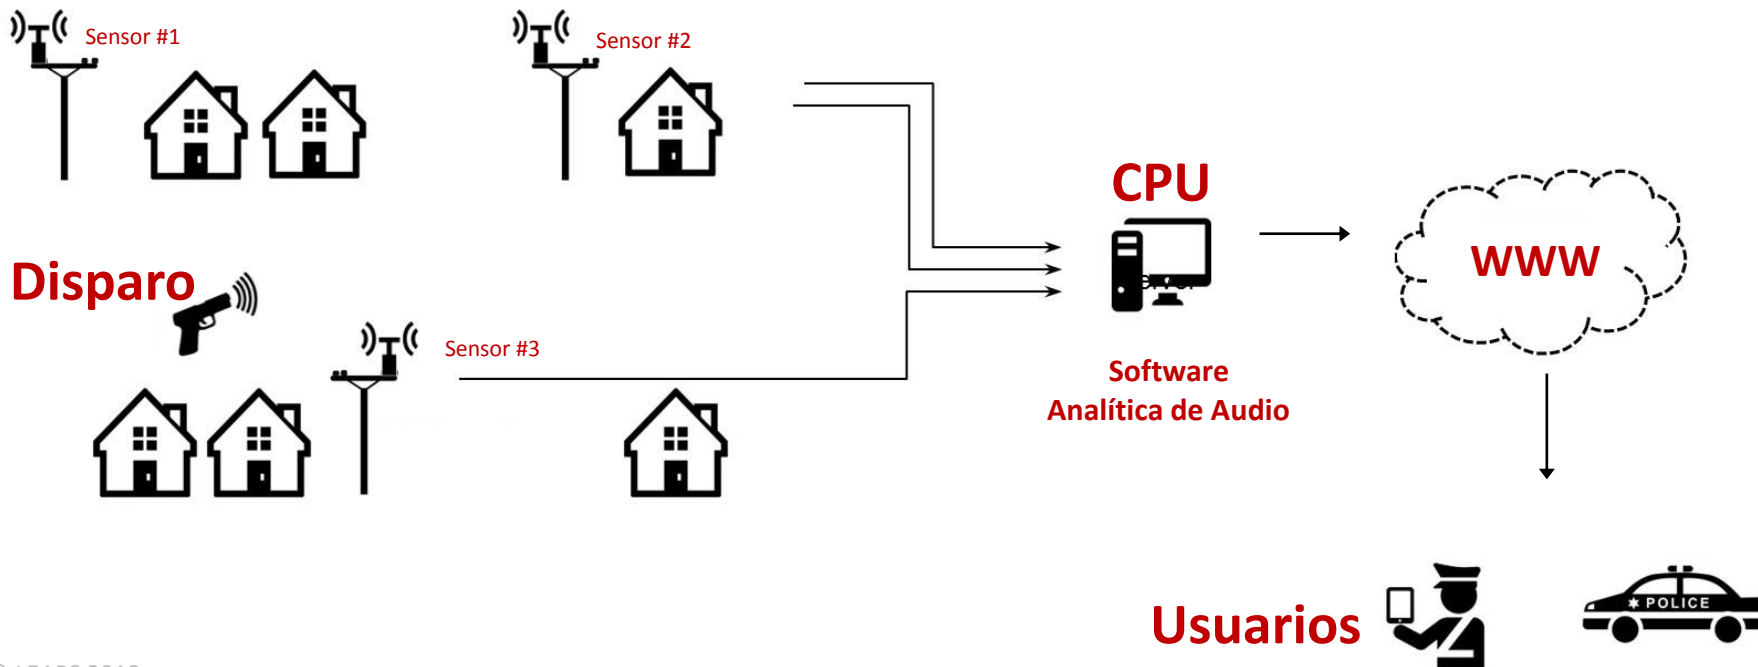 Sensor #1
Sensor #2
CPU
WWW
Disparo
Sensor #3
Software
Analítica de Audio
POLICE
Usuarios